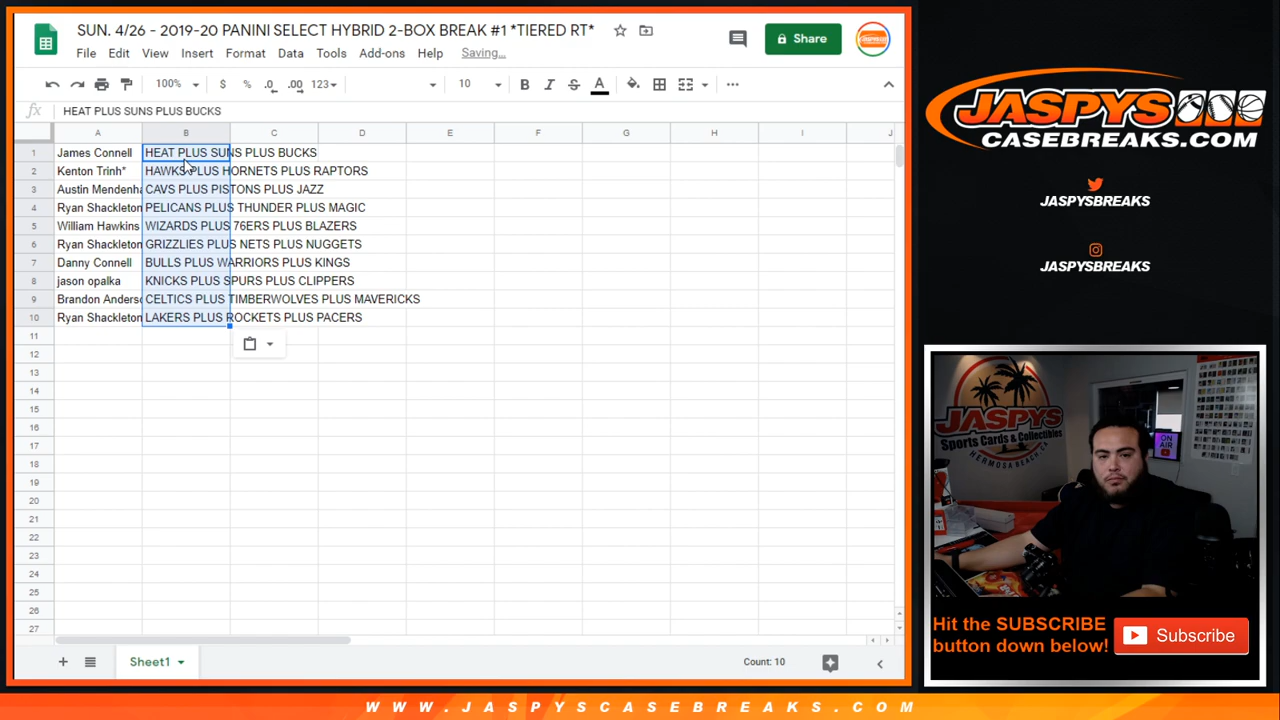 SUN. 4/26 - 2019-20 PANINI SELECT HYBRID 2-BOX BREAK #1 *TIERED RT*
File Edit View Insert Format Data Tools Add-ons Help Saving...
Share
100% $ % .0 .00 123 10 B I S A
fx HEAT PLUS SUNS PLUS BUCKS
A B C D E F G H I J
1 James Connell HEAT PLUS SUNS PLUS BUCKS
2 Kenton Trinh* HAWKS PLUS HORNETS PLUS RAPTORS
3 Austin Mendenha CAVS PLUS PISTONS PLUS JAZZ
4 Ryan Shackleton PELICANS PLUS THUNDER PLUS MAGIC
5 William Hawkins WIZARDS PLUS 76ERS PLUS BLAZERS
6 Ryan Shackleton GRIZZLIES PLUS NETS PLUS NUGGETS
7 Danny Connell BULLS PLUS WARRIORS PLUS KINGS
8 jason opalka KNICKS PLUS SPURS PLUS CLIPPERS
9 Brandon Anderso CELTICS PLUS TIMBERWOLVES PLUS MAVERICKS
10 Ryan Shackleton LAKERS PLUS ROCKETS PLUS PACERS
11
12
13
14
15
16
17
18
19
20
21
22
23
24
25
26
27
Sheet1
Count: 10
JASPYS
CASEBREAKS.COM
JASPYSBREAKS
JASPYSBREAKS
JASPYS
Sports Cards & Collectibles
HERMOSA BEACH, CA
ON AIR
Hit the SUBSCRIBE
button down below!
Subscribe
WWW.JASPYSCASEBREAKS.COM